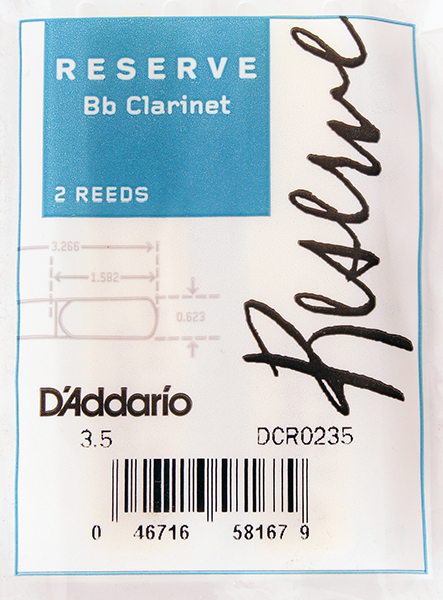 RESERVE
Bb Clarinet
2 REEDS
Reserve
3.266
1.582
0.623
D'Addario
3.5 DCR0235
0 46716 58167 9